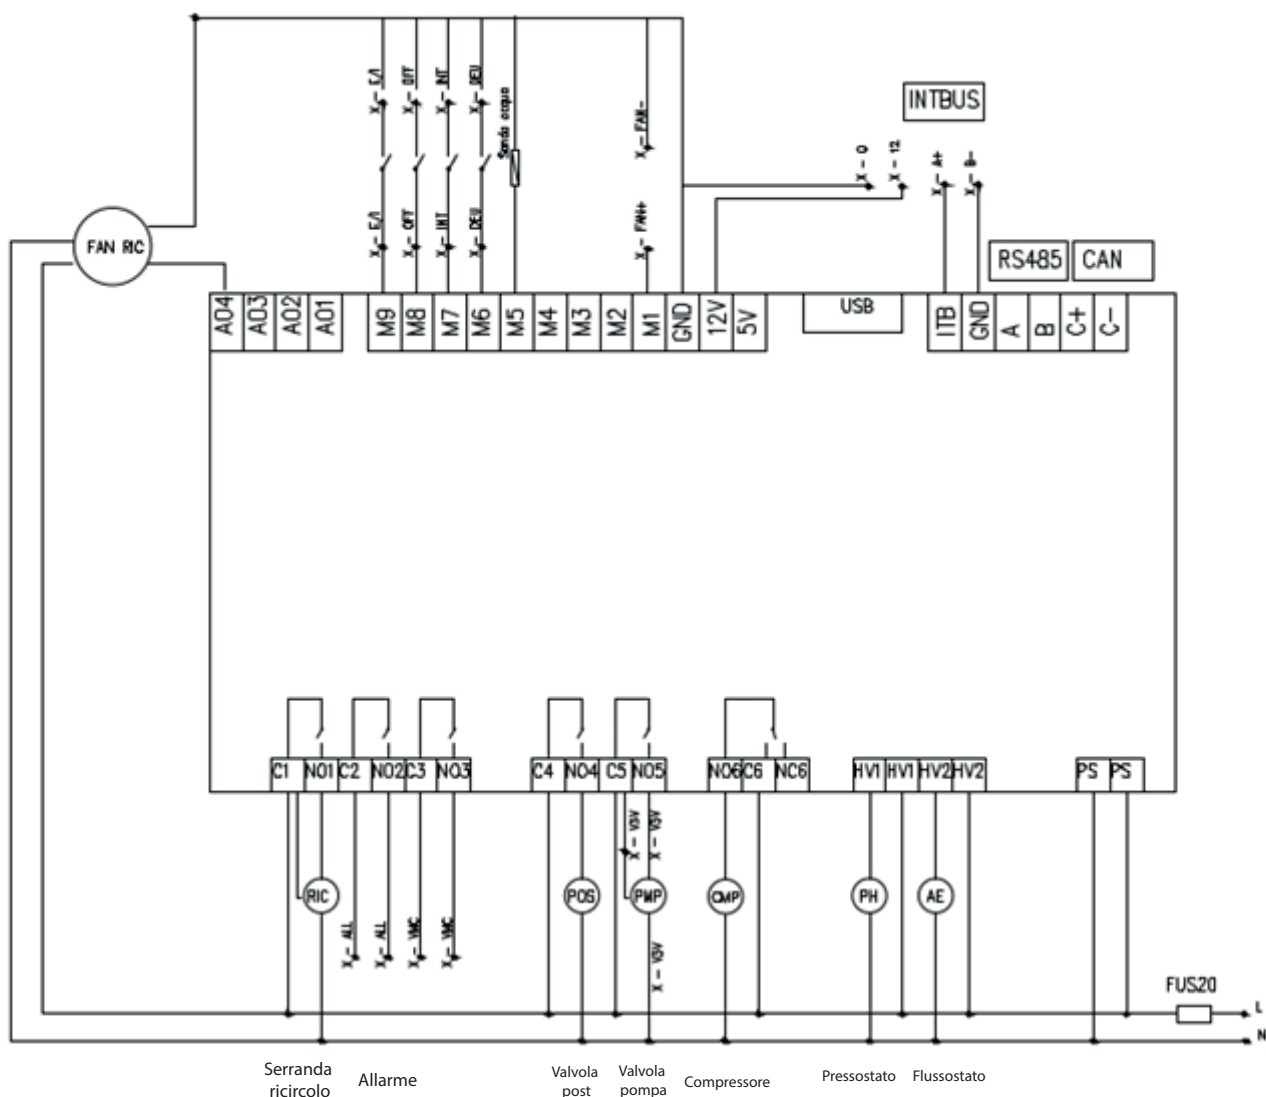 X - E/I
X - OFF
X - INT
X - DEU
Sonda acqua
X - FAN-
INTBUS
X - 0
X - 12
X - A+
X - B-
X - E/I
X - OFF
X - INT
X - DEU
X - FAN+
FAN RIC
RS485
CAN
AO4 AO3 AO2 AO1
M9 M8 M7 M6 M5 M4 M3 M2 M1 GND 12V 5V
USB
ITB GND A B C+ C-
C1 NO1 C2 NO2 C3 NO3
C4 NO4 C5 NO5
NO6 C6 NC6
HV1 HV1 HV2 HV2
PS PS
X - V3V
X - V3V
RIC
POS
PMP
CMP
PH
AE
X - ALL
X - ALL
X - VMC
X - VMC
X - V3V
FUS20
L
N
Serranda
ricircolo
Allarme
Valvola
post
Valvola
pompa
Compressore
Pressostato
Flussostato